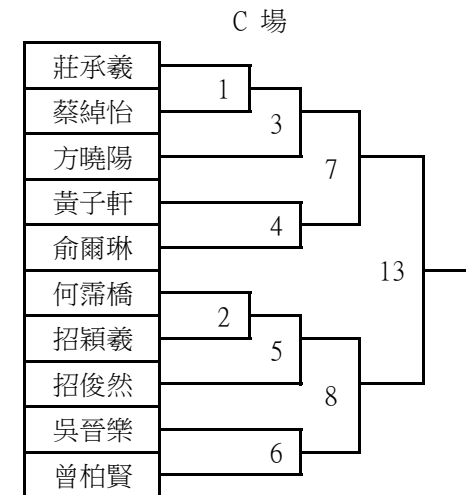 C 場
莊承羲
1
蔡綽怡
3
方曉陽
7
黃子軒
4
俞爾琳
13
何霈橋
2
招穎羲
5
招俊然
8
吳晉樂
6
曾柏賢